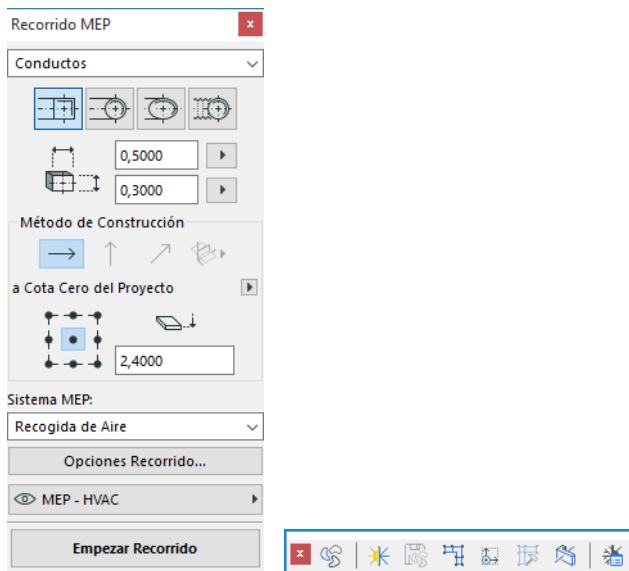 Recorrido MEP
Conductos
0,5000
0,3000
Método de Construcción
a Cota Cero del Proyecto
2,4000
Sistema MEP:
Recogida de Aire
Opciones Recorrido...
MEP - HVAC
Empezar Recorrido